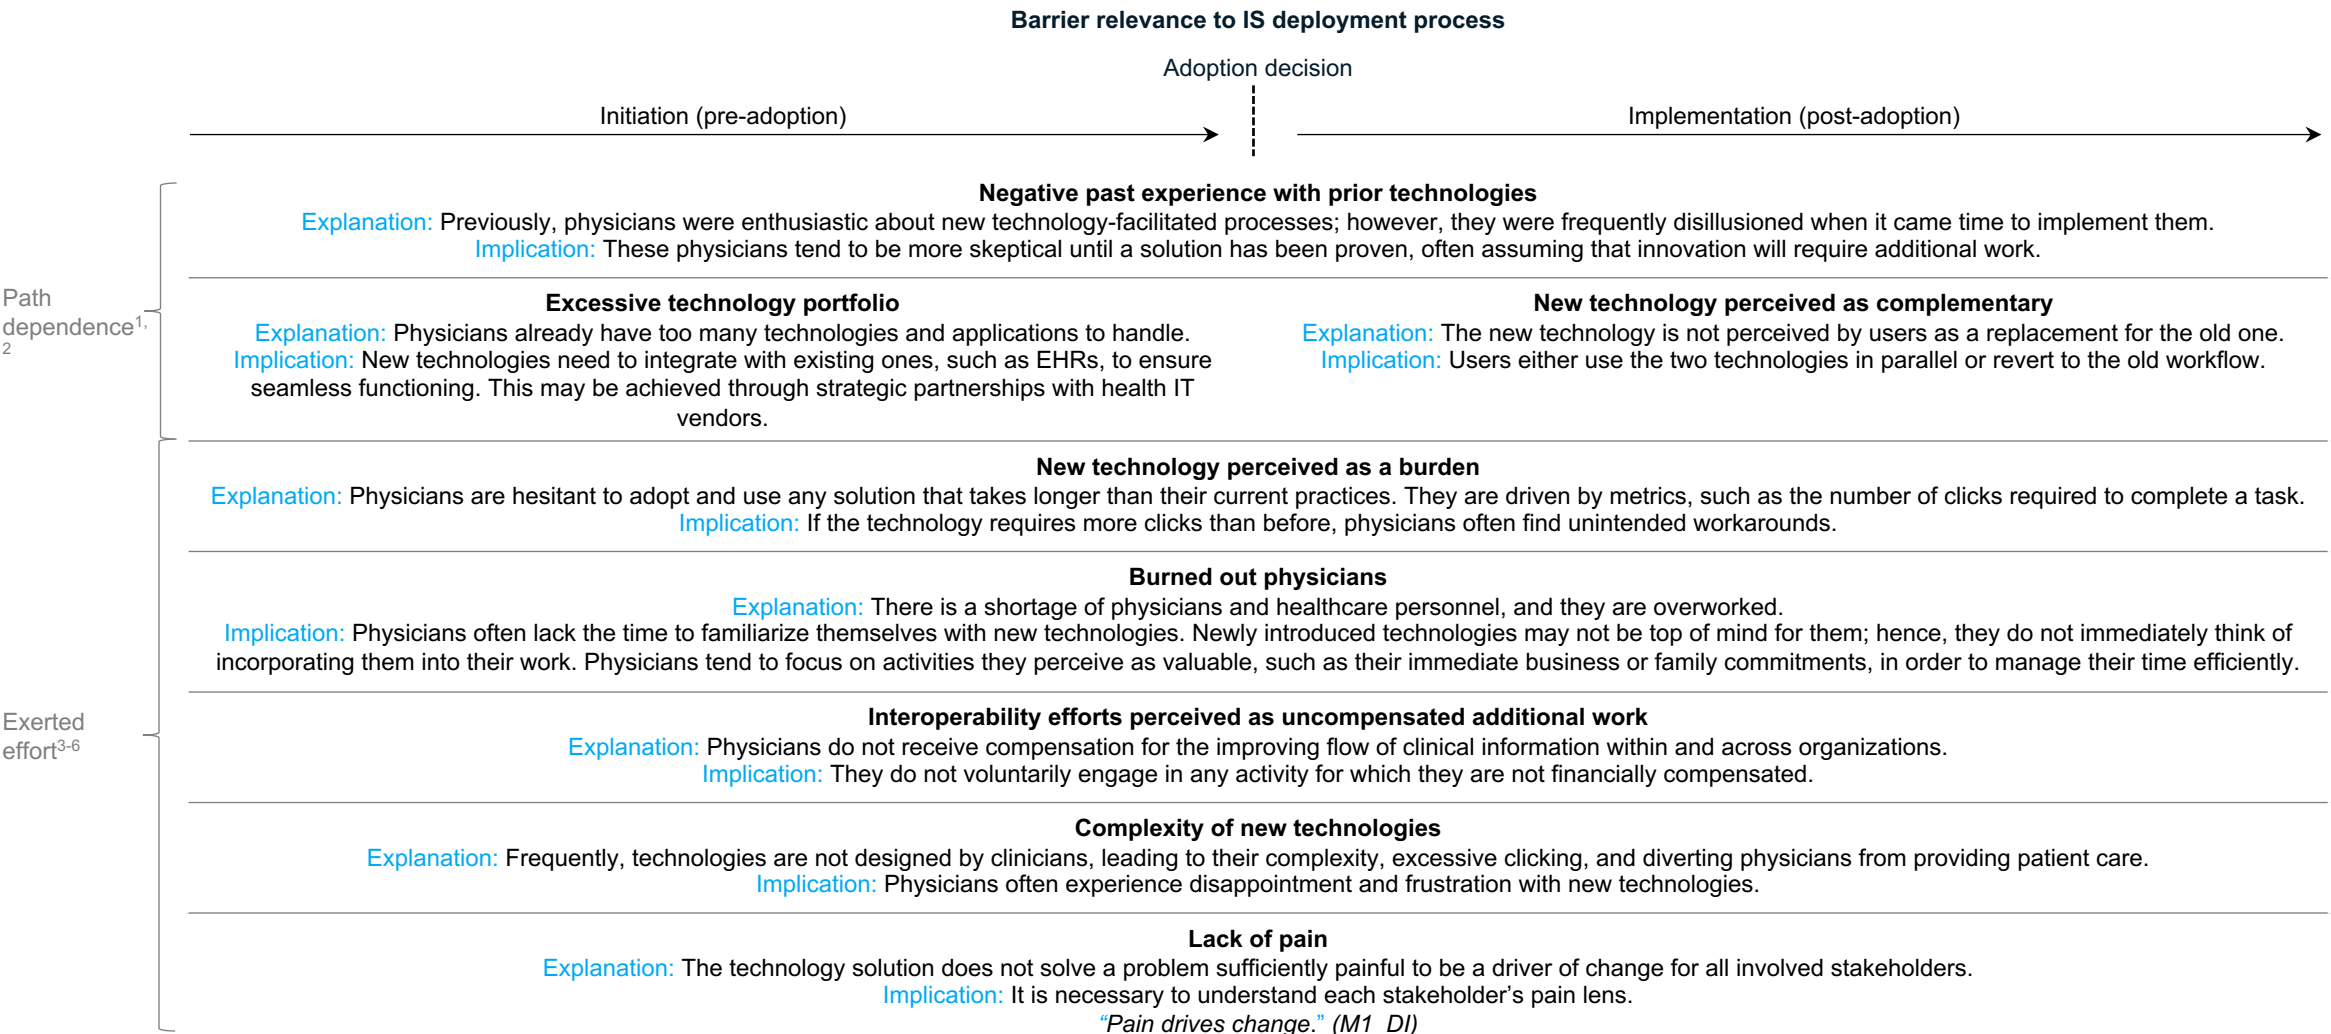 Barrier relevance to IS deployment process
Adoption decision
Initiation (pre-adoption)
Implementation (post-adoption)
Path
dependence1,
2
Negative past experience with prior technologies
Explanation: Previously, physicians were enthusiastic about new technology-facilitated processes; however, they were frequently disillusioned when it came time to implement them.
Implication: These physicians tend to be more skeptical until a solution has been proven, often assuming that innovation will require additional work.
Excessive technology portfolio
Explanation: Physicians already have too many technologies and applications to handle.
Implication: New technologies need to integrate with existing ones, such as EHRs, to ensure
seamless functioning. This may be achieved through strategic partnerships with health IT
vendors.
New technology perceived as complementary
Explanation: The new technology is not perceived by users as a replacement for the old one.
Implication: Users either use the two technologies in parallel or revert to the old workflow.
Exerted
effort3-6
New technology perceived as a burden
Explanation: Physicians are hesitant to adopt and use any solution that takes longer than their current practices. They are driven by metrics, such as the number of clicks required to complete a task.
Implication: If the technology requires more clicks than before, physicians often find unintended workarounds.
Burned out physicians
Explanation: There is a shortage of physicians and healthcare personnel, and they are overworked.
Implication: Physicians often lack the time to familiarize themselves with new technologies. Newly introduced technologies may not be top of mind for them; hence, they do not immediately think of
incorporating them into their work. Physicians tend to focus on activities they perceive as valuable, such as their immediate business or family commitments, in order to manage their time efficiently.
Interoperability efforts perceived as uncompensated additional work
Explanation: Physicians do not receive compensation for the improving flow of clinical information within and across organizations.
Implication: They do not voluntarily engage in any activity for which they are not financially compensated.
Complexity of new technologies
Explanation: Frequently, technologies are not designed by clinicians, leading to their complexity, excessive clicking, and diverting physicians from providing patient care.
Implication: Physicians often experience disappointment and frustration with new technologies.
Lack of pain
Explanation: The technology solution does not solve a problem sufficiently painful to be a driver of change for all involved stakeholders.
Implication: It is necessary to understand each stakeholder’s pain lens.
“Pain drives change.” (M1_DI)